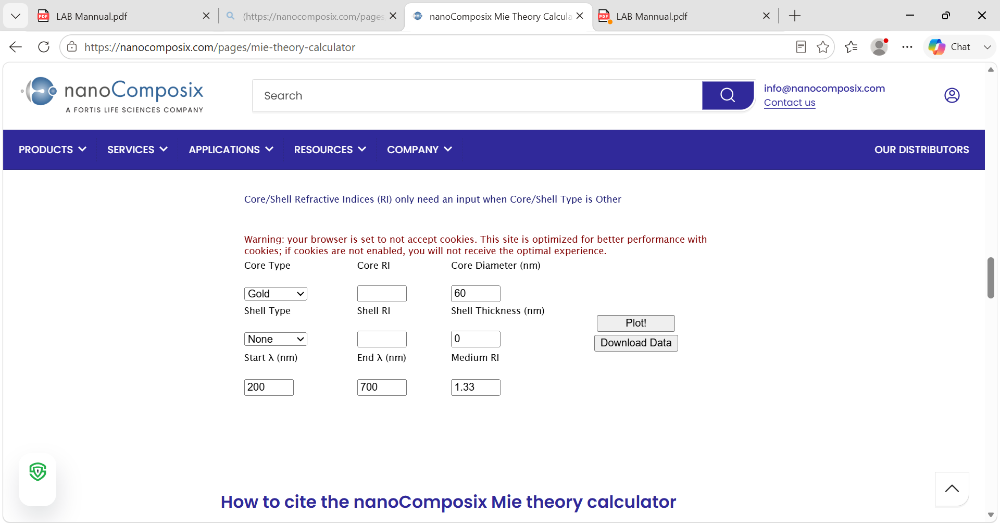 LAB Mannual.pdf
(https://nanocomposix.com/pages
nanoComposix Mie Theory Calcula
LAB Mannual.pdf
https://nanocomposix.com/pages/mie-theory-calculator
Chat
nanoComposix
A FORTIS LIFE SCIENCES COMPANY
Search
info@nanocomposix.com
Contact us
PRODUCTS
SERVICES
APPLICATIONS
RESOURCES
COMPANY
OUR DISTRIBUTORS
Core/Shell Refractive Indices (RI) only need an input when Core/Shell Type is Other
Warning: your browser is set to not accept cookies. This site is optimized for better performance with
cookies; if cookies are not enabled, you will not receive the optimal experience.
Core Type
Core RI
Core Diameter (nm)
Gold
60
Shell Type
Shell RI
Shell Thickness (nm)
Plot!
None
0
Download Data
Start λ (nm)
End λ (nm)
Medium RI
200
700
1.33
How to cite the nanoComposix Mie theory calculator